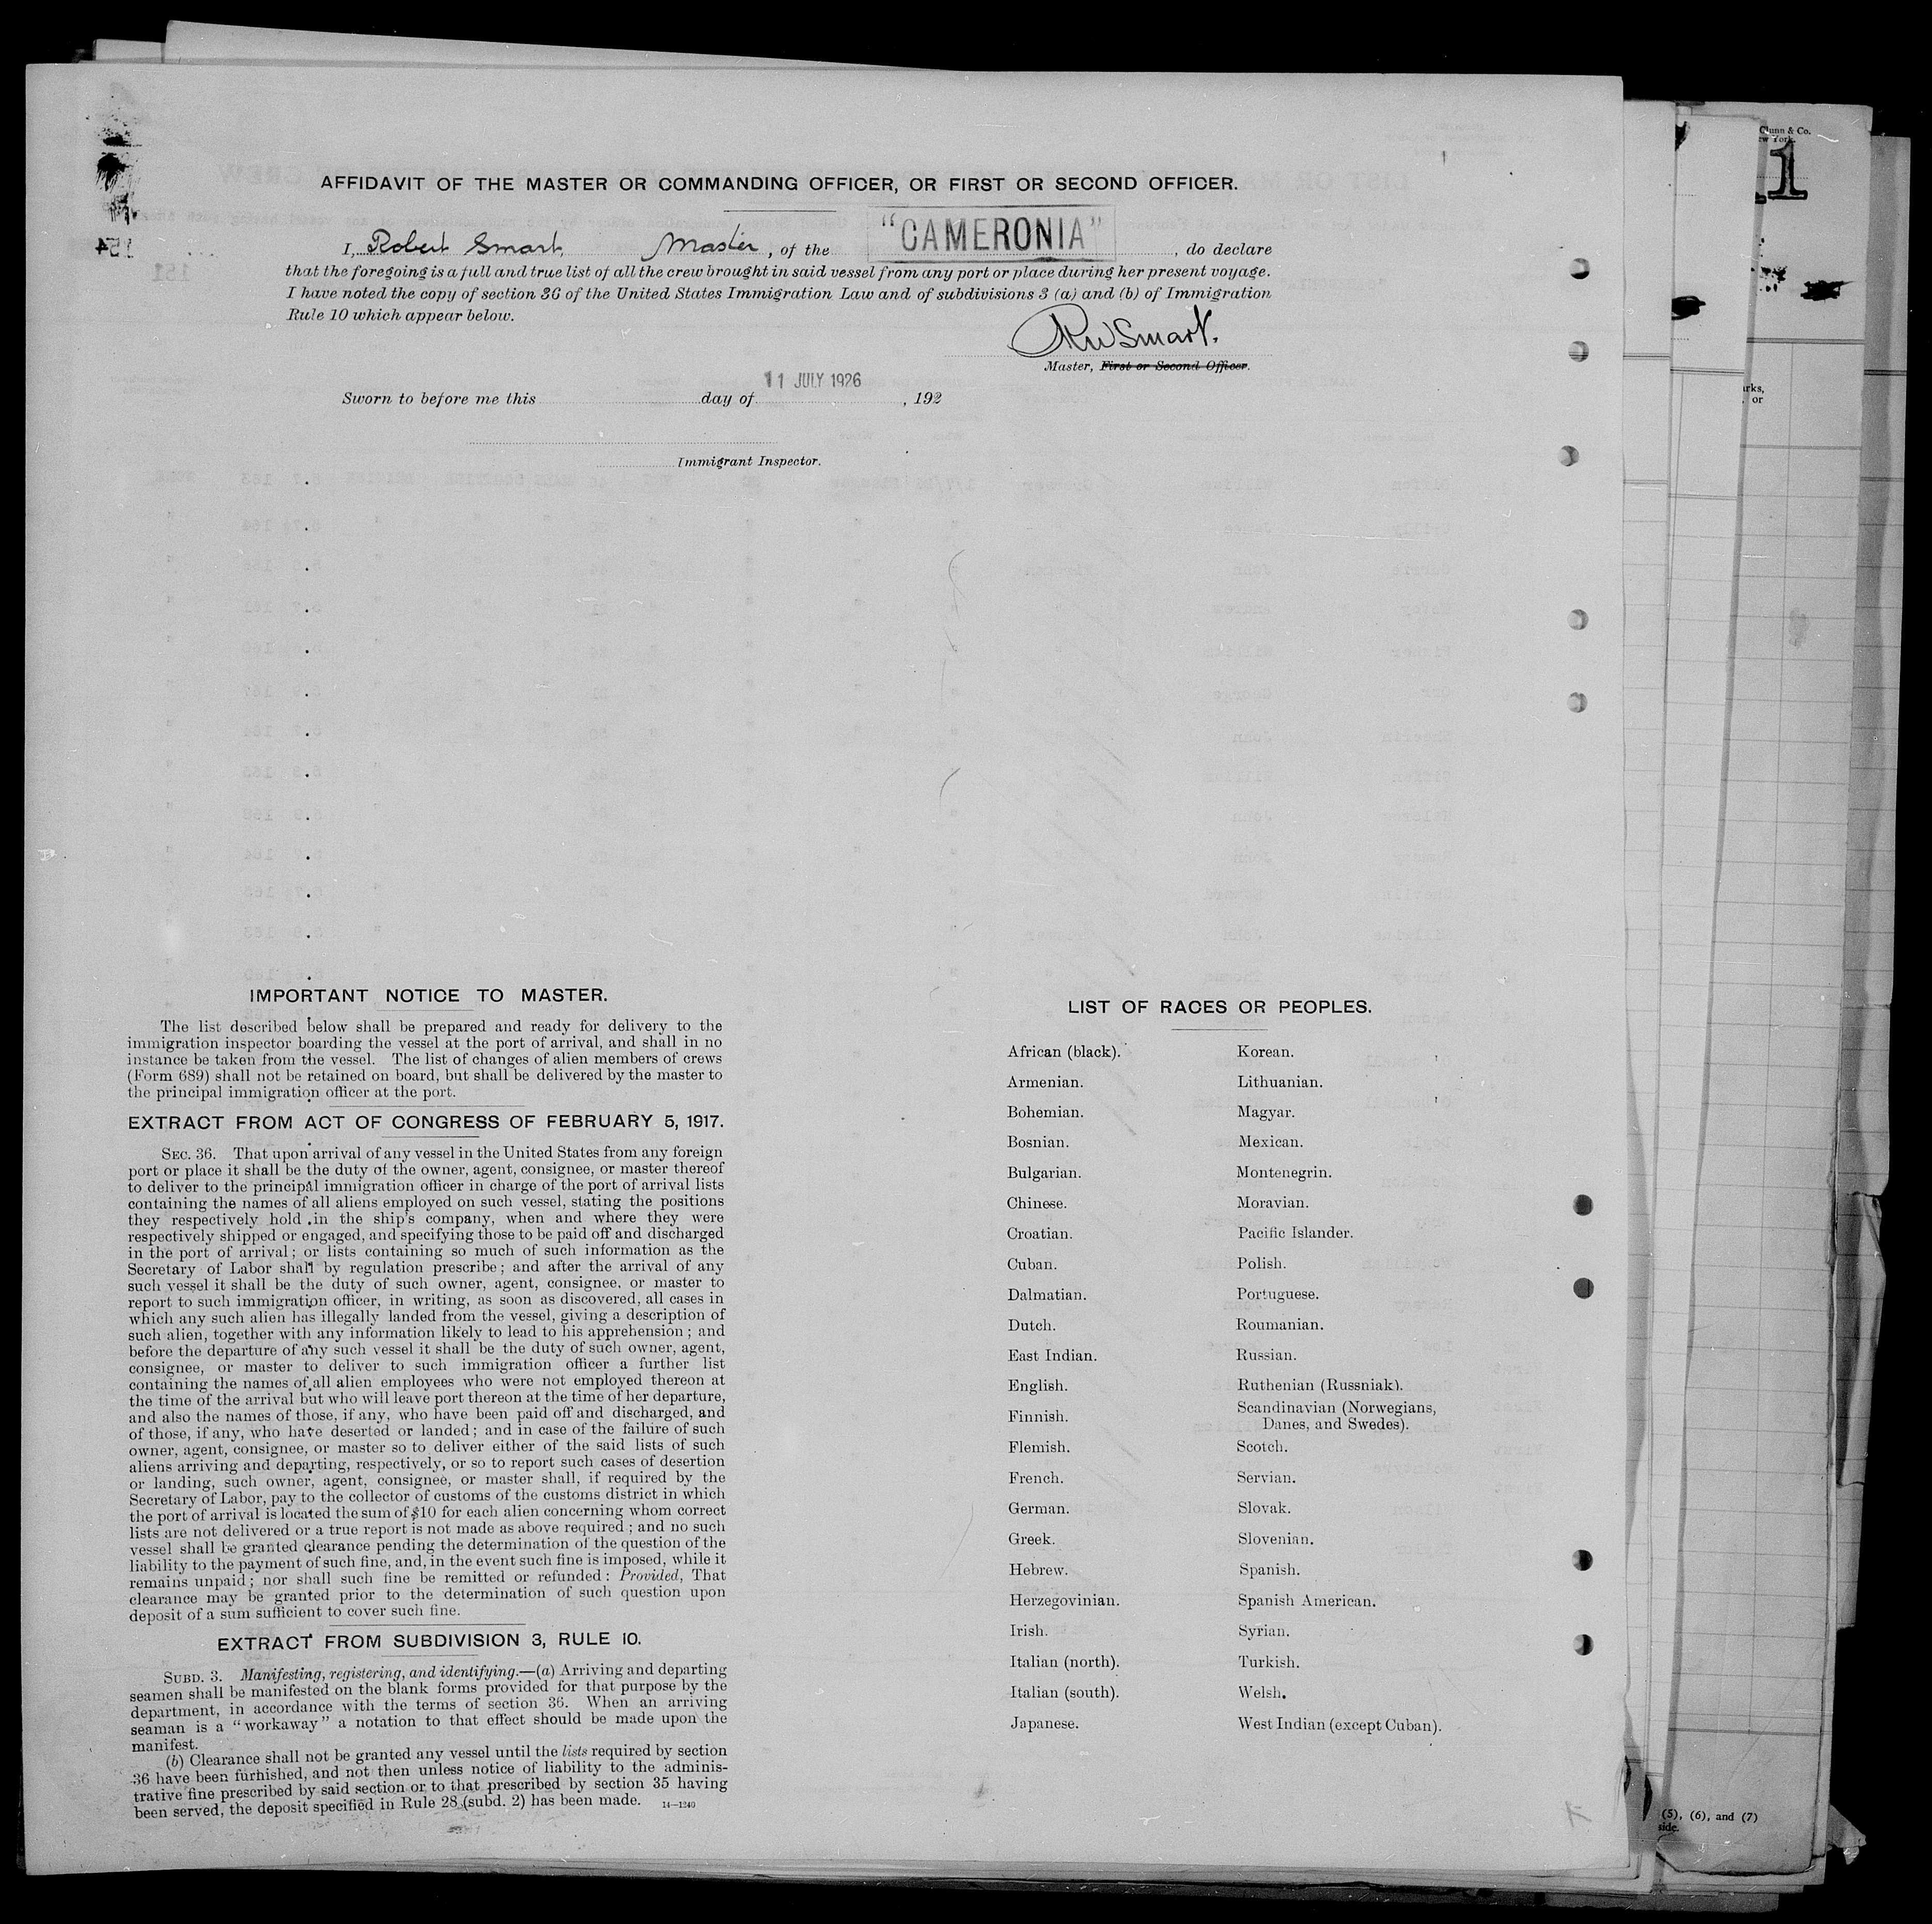 AFFIDAVIT OF THE MASTER OR COMMANDING OFFICER, OR FIRST OR SECOND OFFICER.
I, Robert Smart, Master, of the "CAMERONIA", do declare
that the foregoing is a full and true list of all the crew brought in said vessel from any port or place during her present voyage.
I have noted the copy of section 36 of the United States Immigration Law and of subdivisions 3 (a) and (b) of Immigration
Rule 10 which appear below.
RW Smart.
Master, First or Second Officer.
11 JULY 1926
Sworn to before me this day of , 192
Immigrant Inspector.
IMPORTANT NOTICE TO MASTER.
The list described below shall be prepared and ready for delivery to the
immigration inspector boarding the vessel at the port of arrival, and shall in no
instance be taken from the vessel. The list of changes of alien members of crews
(Form 689) shall not be retained on board, but shall be delivered by the master to
the principal immigration officer at the port.
EXTRACT FROM ACT OF CONGRESS OF FEBRUARY 5, 1917.
SEC. 36. That upon arrival of any vessel in the United States from any foreign
port or place it shall be the duty of the owner, agent, consignee, or master thereof
to deliver to the principal immigration officer in charge of the port of arrival lists
containing the names of all aliens employed on such vessel, stating the positions
they respectively hold in the ship's company, when and where they were
respectively shipped or engaged, and specifying those to be paid off and discharged
in the port of arrival; or lists containing so much of such information as the
Secretary of Labor shall by regulation prescribe; and after the arrival of any
such vessel it shall be the duty of such owner, agent, consignee, or master to
report to such immigration officer, in writing, as soon as discovered, all cases in
which any such alien has illegally landed from the vessel, giving a description of
such alien, together with any information likely to lead to his apprehension; and
before the departure of any such vessel it shall be the duty of such owner, agent,
consignee, or master to deliver to such immigration officer a further list
containing the names of all alien employees who were not employed thereon at
the time of the arrival but who will leave port thereon at the time of her departure,
and also the names of those, if any, who have been paid off and discharged, and
of those, if any, who have deserted or landed; and in case of the failure of such
owner, agent, consignee, or master so to deliver either of the said lists of such
aliens arriving and departing, respectively, or so to report such cases of desertion
or landing, such owner, agent, consignee, or master shall, if required by the
Secretary of Labor, pay to the collector of customs of the customs district in which
the port of arrival is located the sum of $10 for each alien concerning whom correct
lists are not delivered or a true report is not made as above required; and no such
vessel shall be granted clearance pending the determination of the question of the
liability to the payment of such fine, and, in the event such fine is imposed, while it
remains unpaid; nor shall such fine be remitted or refunded: Provided, That
clearance may be granted prior to the determination of such question upon
deposit of a sum sufficient to cover such fine.
EXTRACT FROM SUBDIVISION 3, RULE 10.
SUBD. 3. Manifesting, registering, and identifying.—(a) Arriving and departing
seamen shall be manifested on the blank forms provided for that purpose by the
department, in accordance with the terms of section 36. When an arriving
seaman is a "workaway" a notation to that effect should be made upon the
manifest.
(b) Clearance shall not be granted any vessel until the lists required by section
36 have been furnished, and not then unless notice of liability to the adminis-
trative fine prescribed by said section or to that prescribed by section 35 having
been served, the deposit specified in Rule 28 (subd. 2) has been made. 14—1240
LIST OF RACES OR PEOPLES.
African (black).
Armenian.
Bohemian.
Bosnian.
Bulgarian.
Chinese.
Croatian.
Cuban.
Dalmatian.
Dutch.
East Indian.
English.
Finnish.
Flemish.
French.
German.
Greek.
Hebrew.
Herzegovinian.
Irish.
Italian (north).
Italian (south).
Japanese.
Korean.
Lithuanian.
Magyar.
Mexican.
Montenegrin.
Moravian.
Pacific Islander.
Polish.
Portuguese.
Roumanian.
Russian.
Ruthenian (Russniak).
Scandinavian (Norwegians,
Danes, and Swedes).
Scotch.
Servian.
Slovak.
Slovenian.
Spanish.
Spanish American.
Syrian.
Turkish.
Welsh.
West Indian (except Cuban).
& Co.
1
or
(5), (6), and (7)
side.